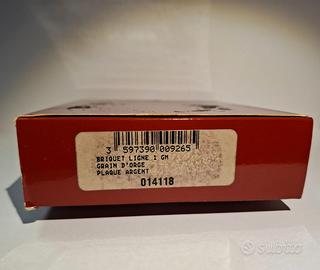 3 597390 009265
BRIQUET LIGNE 1 GM
GRAIN D'ORGE
PLAQUE ARGENT
014118
subito